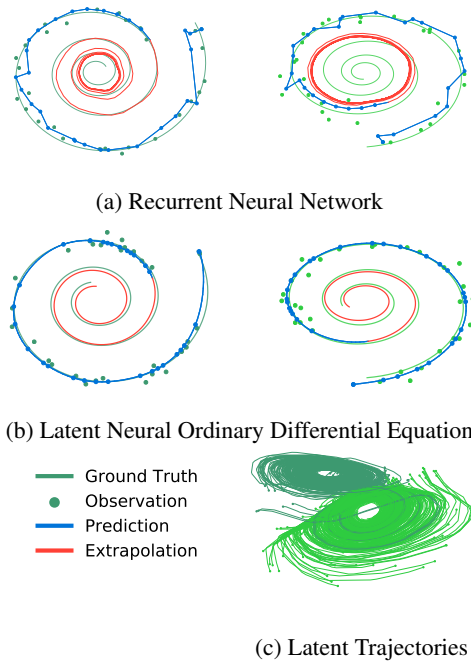 (a) Recurrent Neural Network
(b) Latent Neural Ordinary Differential Equation
Ground Truth
Observation
Prediction
Extrapolation
(c) Latent Trajectories